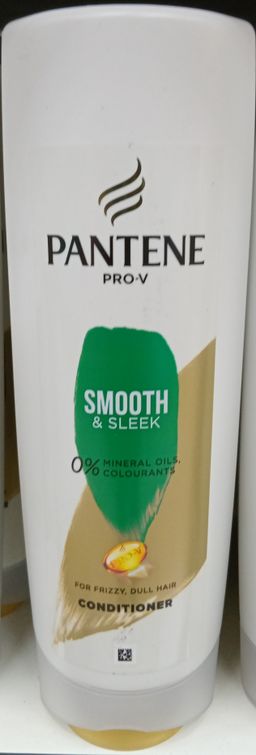 PANTENE
PRO-V
SMOOTH
& SLEEK
0% MINERAL OILS,
COLOURANTS
FOR FRIZZY, DULL HAIR
CONDITIONER